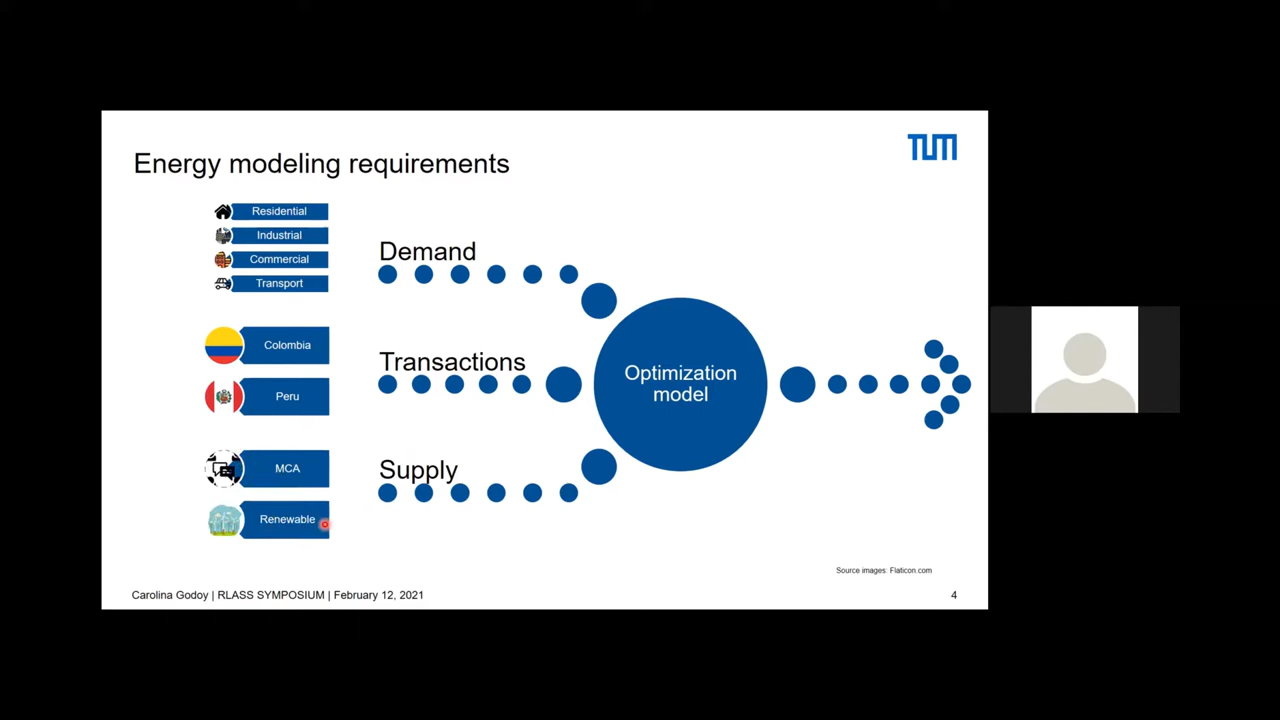 TUM
Energy modeling requirements
Residential
Industrial
Commercial
Transport
Demand
Colombia
Peru
Transactions
MCA
Renewable
Supply
Optimization
model
Source images: Flaticon.com
Carolina Godoy | RLASS SYMPOSIUM | February 12, 2021
4